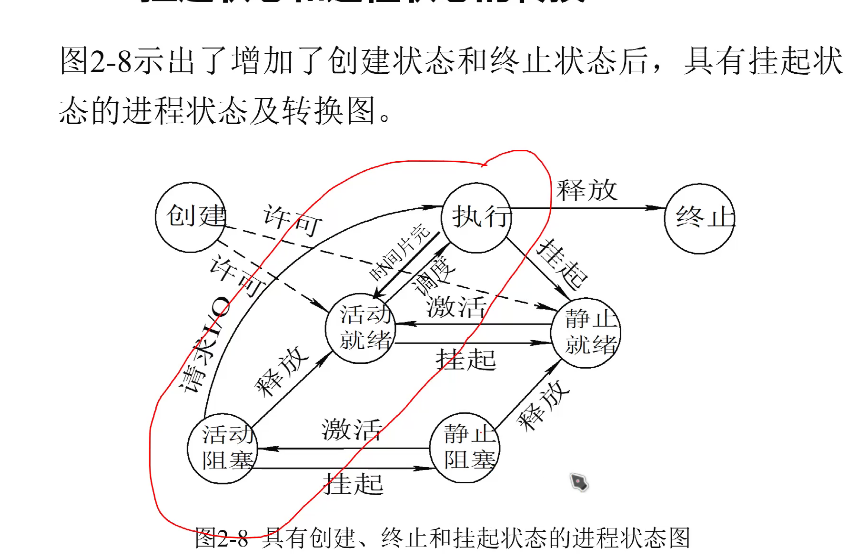 图2-8示出了增加了创建状态和终止状态后，具有挂起状
态的进程状态及转换图。
创建
许可
许可
执行
释放
终止
时间片完
调度
挂起
请求I/O
活动
就绪
激活
挂起
静止
就绪
释放
释放
活动
阻塞
激活
挂起
静止
阻塞
图2-8 具有创建、终止和挂起状态的进程状态图